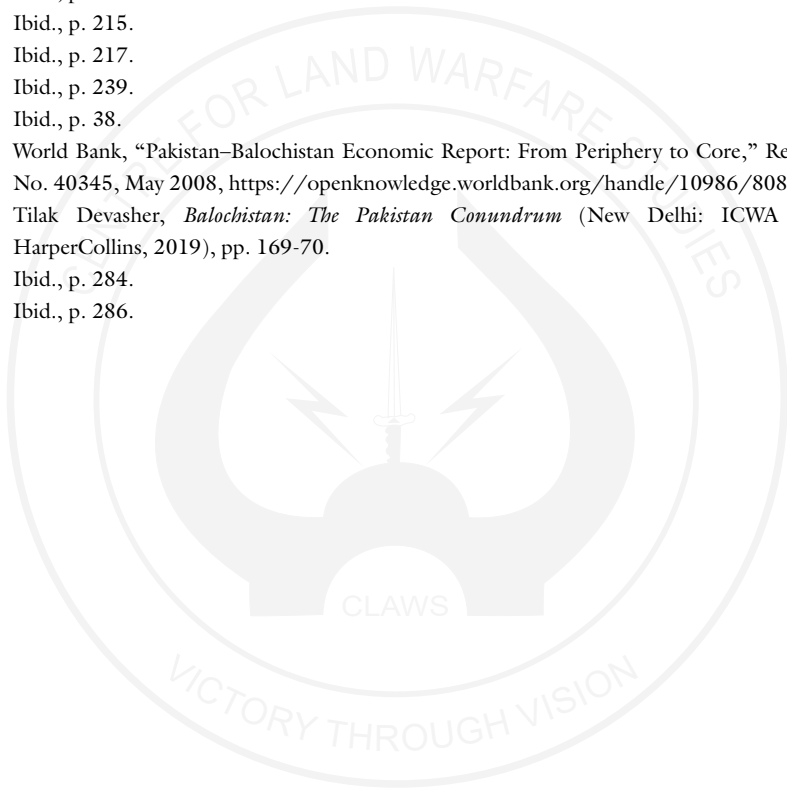 Ibid., p. 215.
Ibid., p. 217.
Ibid., p. 239.
Ibid., p. 38.
World Bank, “Pakistan–Balochistan Economic Report: From Periphery to Core,” Re
No. 40345, May 2008, https://openknowledge.worldbank.org/handle/10986/808
Tilak Devasher, Balochistan: The Pakistan Conundrum (New Delhi: ICWA
HarperCollins, 2019), pp. 169-70.
Ibid., p. 284.
Ibid., p. 286.
CENTRE FOR LAND WARFARE STUDIES
CLAWS
VICTORY THROUGH VISION